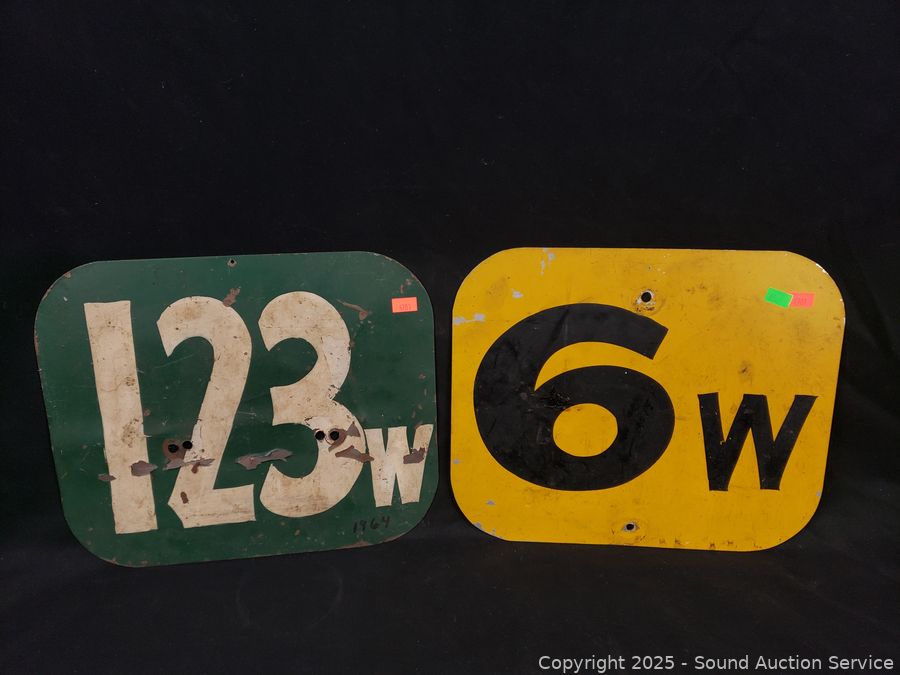 123W
1964
6W
Copyright 2025 - Sound Auction Service